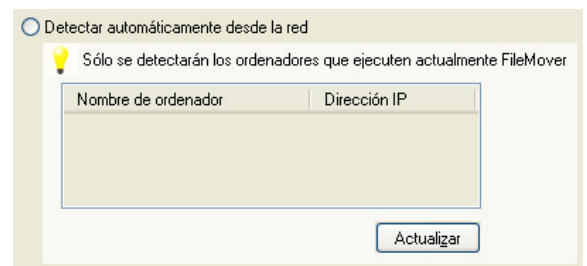 Detectar automáticamente desde la red
Sólo se detectarán los ordenadores que ejecuten actualmente FileMover
Nombre de ordenador Dirección IP
Actualizar